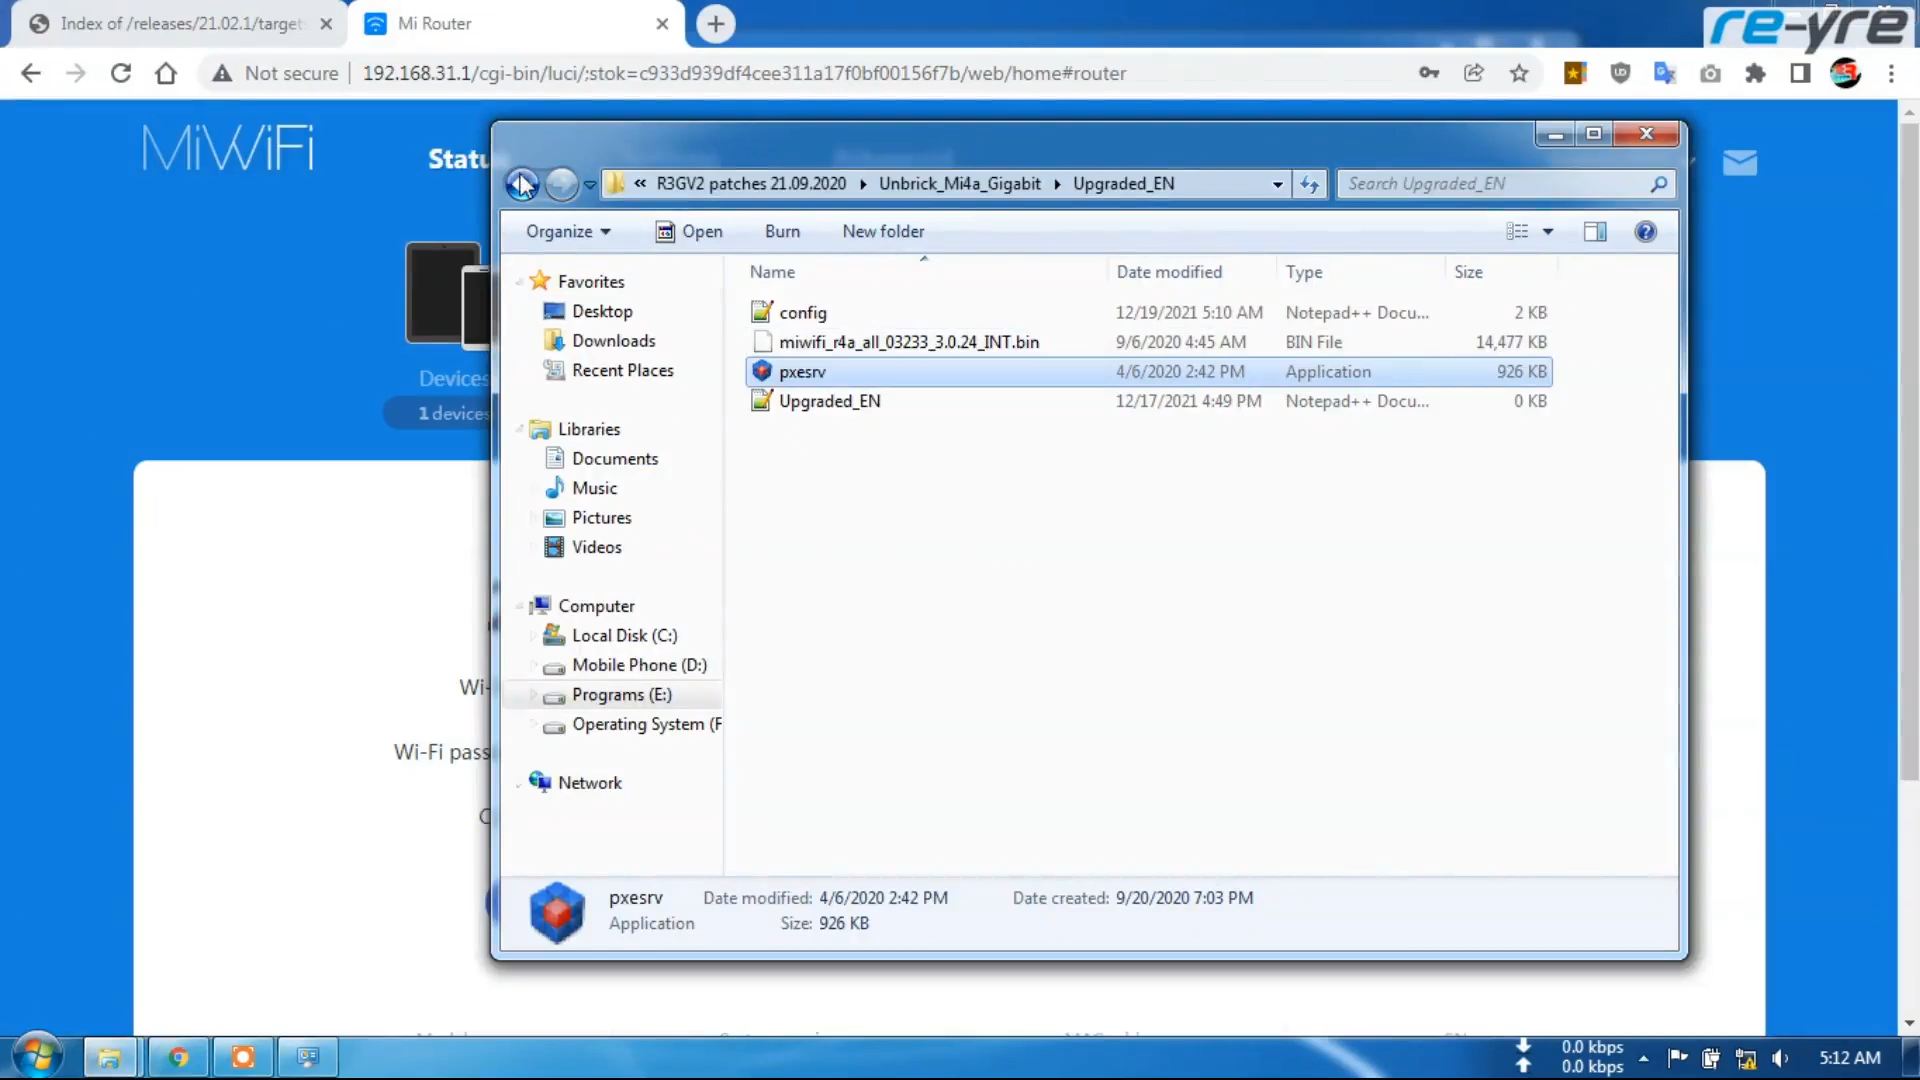 Index of /releases/21.02.1/target
Mi Router
re-yre
Not secure
192.168.31.1/cgi-bin/luci/;stok=c933d939df4cee311a17f0bf00156f7b/web/home#router
MiWiFi
Statu
Devices
1 devices
Wi-
Wi-Fi pass
« R3GV2 patches 21.09.2020 Unbrick_Mi4a_Gigabit Upgraded_EN
Search Upgraded_EN
Organize Open Burn New folder
Favorites
Desktop
Downloads
Recent Places
Libraries
Documents
Music
Pictures
Videos
Computer
Local Disk (C:)
Mobile Phone (D:)
Programs (E:)
Operating System (F
Network
Name Date modified Type Size
config 12/19/2021 5:10 AM Notepad++ Docu... 2 KB
miwifi_r4a_all_03233_3.0.24_INT.bin 9/6/2020 4:45 AM BIN File 14,477 KB
pxesrv 4/6/2020 2:42 PM Application 926 KB
Upgraded_EN 12/17/2021 4:49 PM Notepad++ Docu... 0 KB
pxesrv Date modified: 4/6/2020 2:42 PM Date created: 9/20/2020 7:03 PM
Application Size: 926 KB
0.0 kbps
0.0 kbps
5:12 AM